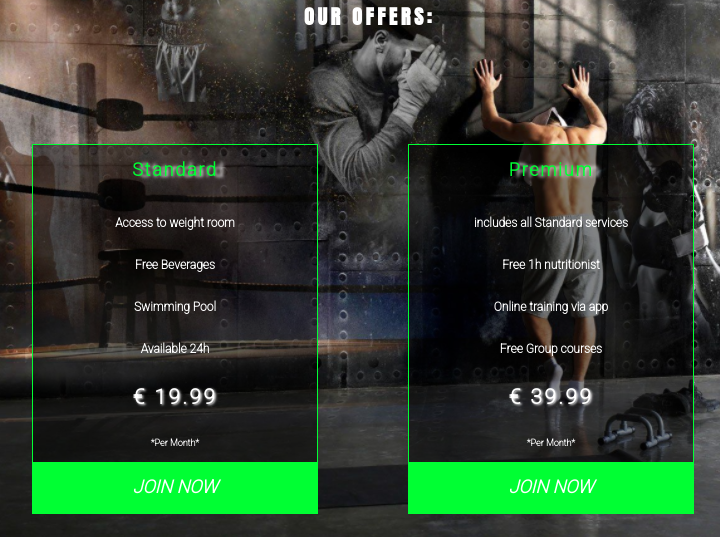 OUR OFFERS:
Standard
Access to weight room
Free Beverages
Swimming Pool
Available 24h
€ 19.99
*Per Month*
JOIN NOW
Premium
includes all Standard services
Free 1h nutritionist
Online training via app
Free Group courses
€ 39.99
*Per Month*
JOIN NOW